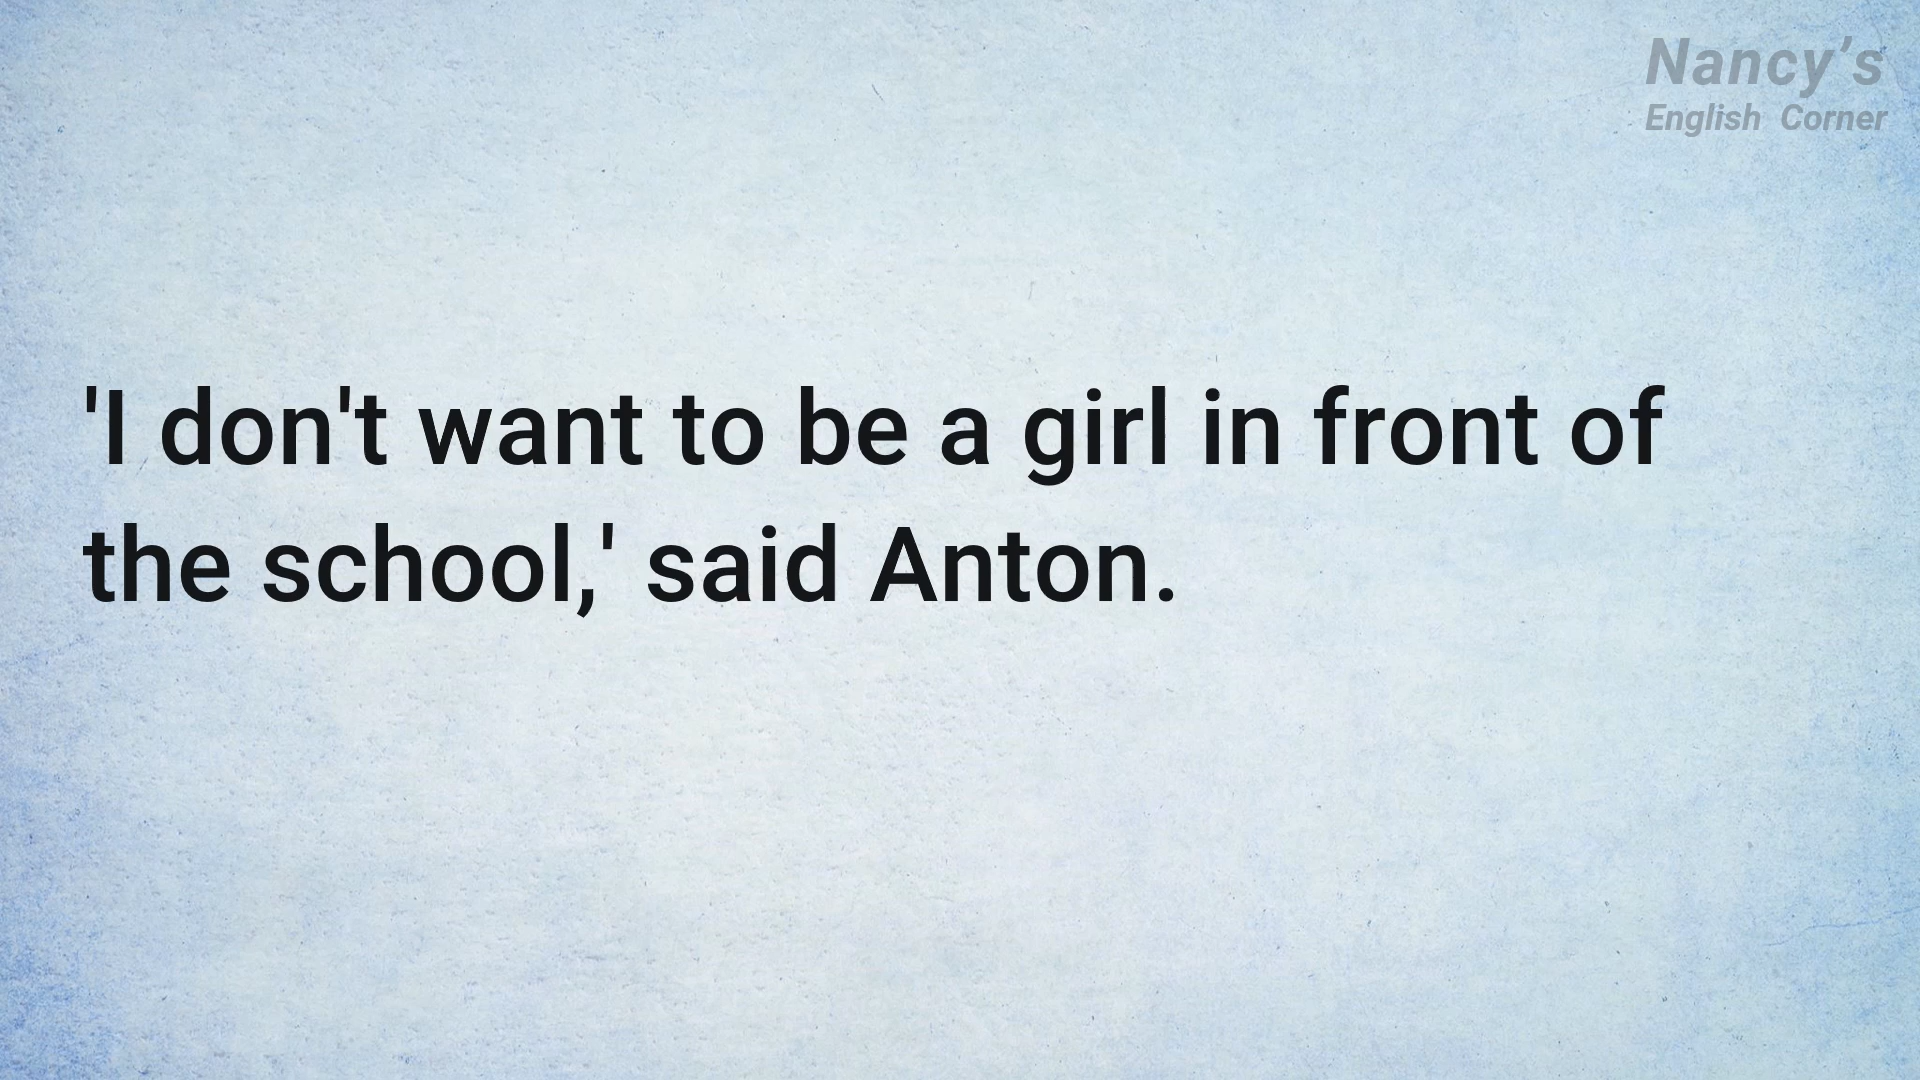 Nancy’s
English Corner
'I don't want to be a girl in front of
the school,' said Anton.